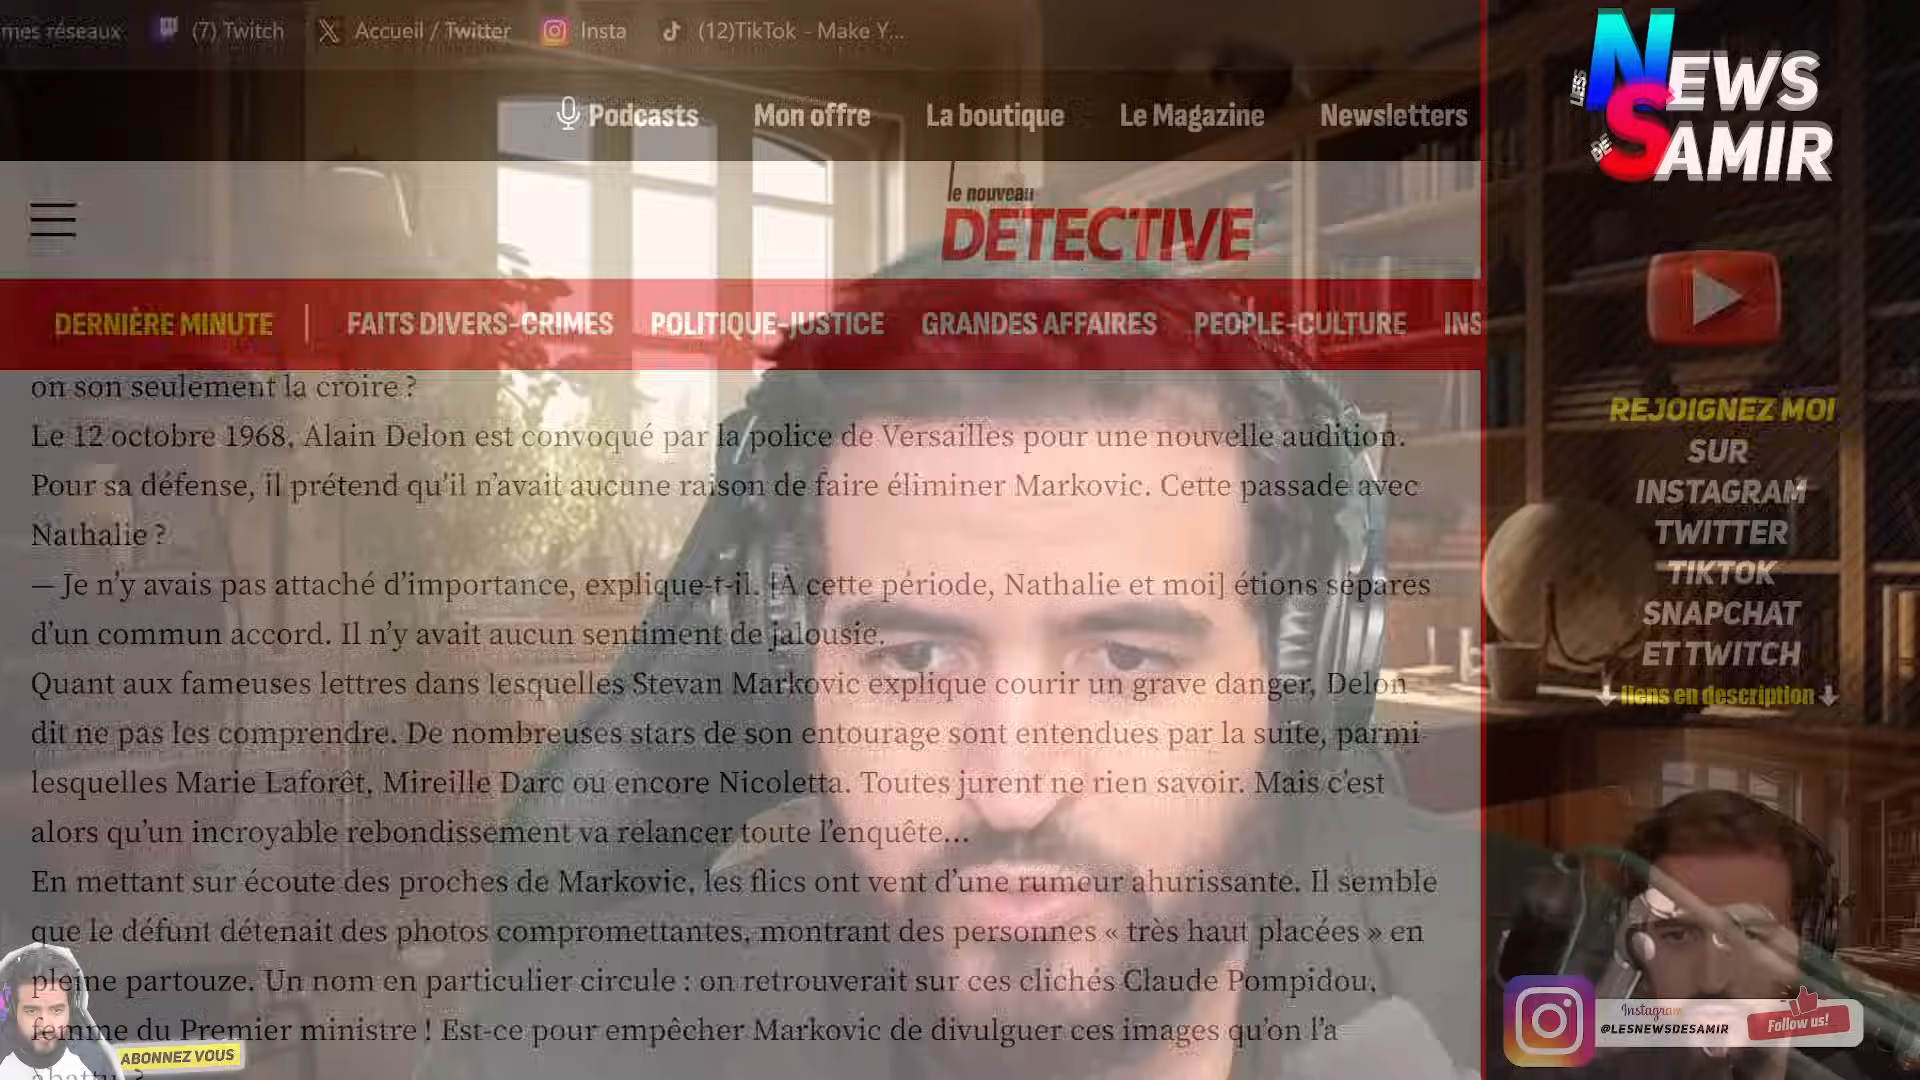 mes réseaux
(7) Twitch
Accueil / Twitter
Insta
(12)TikTok - Make Y...
Podcasts
Mon offre
La boutique
Le Magazine
Newsletters
le nouveau
DETECTIVE
DERNIÈRE MINUTE | FAITS DIVERS-CRIMES POLITIQUE-JUSTICE GRANDES AFFAIRES PEOPLE-CULTURE INS
on son seulement la croire ?
Le 12 octobre 1968, Alain Delon est convoqué par la police de Versailles pour une nouvelle audition.
Pour sa défense, il prétend qu'il n'avait aucune raison de faire éliminer Markovic. Cette passade avec
Nathalie ?
— Je n'y avais pas attaché d'importance, explique-t-il. [À cette période, Nathalie et moi] étions séparés
d'un commun accord. Il n'y avait aucun sentiment de jalousie.
Quant aux fameuses lettres dans lesquelles Stevan Markovic explique courir un grave danger, Delon
dit ne pas les comprendre. De nombreuses stars de son entourage sont entendues par la suite, parmi
lesquelles Marie Laforêt, Mireille Darc ou encore Nicoletta. Toutes jurent ne rien savoir. Mais c'est
alors qu'un incroyable rebondissement va relancer toute l'enquête...
En mettant sur écoute des proches de Markovic, les flics ont vent d'une rumeur ahurissante. Il semble
que le défunt détenait des photos compromettantes, montrant des personnes « très haut placées » en
pleine partouze. Un nom en particulier circule : on retrouverait sur ces clichés Claude Pompidou,
femme du Premier ministre ! Est-ce pour empêcher Markovic de divulguer ces images qu'on l'a
abattu ?
ABONNEZ VOUS
LES NEWS
DE SAMIR
REJOIGNEZ MOI
SUR
INSTAGRAM
TWITTER
TIKTOK
SNAPCHAT
ET TWITCH
liens en description
Instagram
@LESNEWSDESAMIR
Follow us!